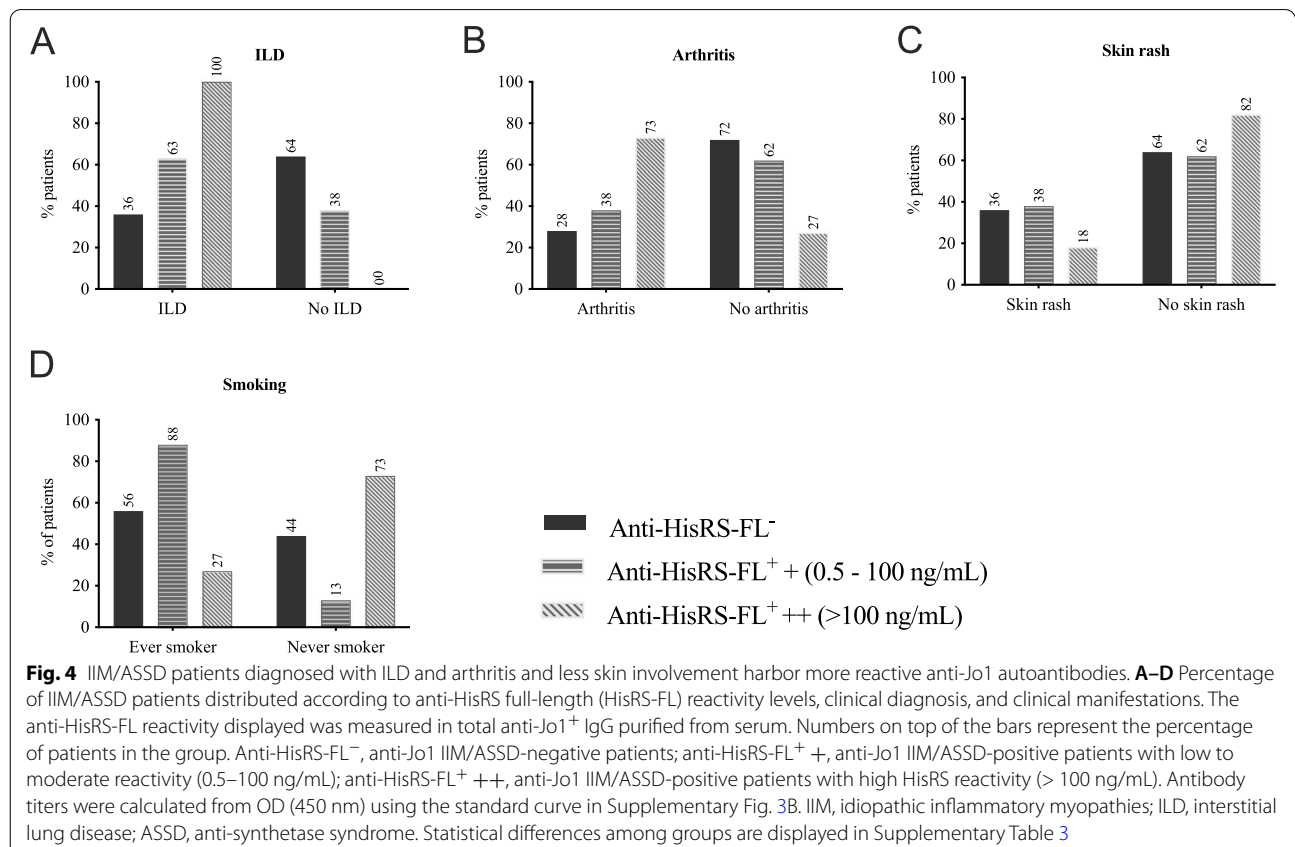 A
ILD
% patients
100
80
60
40
20
0
36
63
100
64
38
00
ILD
No ILD
B
Arthritis
% patients
100
80
60
40
20
0
28
38
73
72
62
27
Arthritis
No arthritis
C
Skin rash
% patients
100
80
60
40
20
0
36
38
18
64
62
82
Skin rash
No skin rash
D
Smoking
% of patients
100
80
60
40
20
0
56
88
27
44
13
73
Ever smoker
Never smoker
Anti-HisRS-FL⁻
Anti-HisRS-FL⁺ + (0.5 - 100 ng/mL)
Anti-HisRS-FL⁺ ++ (>100 ng/mL)
Fig. 4 IIM/ASSD patients diagnosed with ILD and arthritis and less skin involvement harbor more reactive anti-Jo1 autoantibodies. A–D Percentage
of IIM/ASSD patients distributed according to anti-HisRS full-length (HisRS-FL) reactivity levels, clinical diagnosis, and clinical manifestations. The
anti-HisRS-FL reactivity displayed was measured in total anti-Jo1⁺ IgG purified from serum. Numbers on top of the bars represent the percentage
of patients in the group. Anti-HisRS-FL⁻, anti-Jo1 IIM/ASSD-negative patients; anti-HisRS-FL⁺ +, anti-Jo1 IIM/ASSD-positive patients with low to
moderate reactivity (0.5–100 ng/mL); anti-HisRS-FL⁺ ++, anti-Jo1 IIM/ASSD-positive patients with high HisRS reactivity (> 100 ng/mL). Antibody
titers were calculated from OD (450 nm) using the standard curve in Supplementary Fig. 3B. IIM, idiopathic inflammatory myopathies; ILD, interstitial
lung disease; ASSD, anti-synthetase syndrome. Statistical differences among groups are displayed in Supplementary Table 3